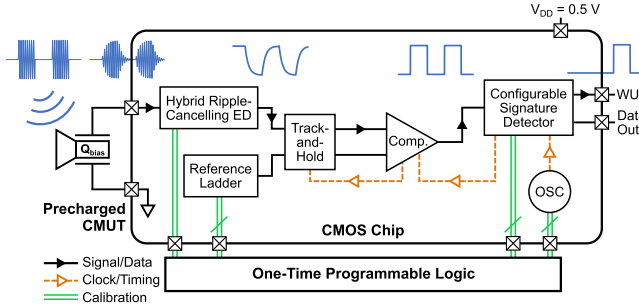 V_DD = 0.5 V
Hybrid Ripple-
Cancelling ED
Configurable
Signature
Detector
WU
Data
Out
Track-
and-
Hold
Comp.
Q_bias
Reference
Ladder
OSC
Precharged
CMUT
CMOS Chip
Signal/Data
Clock/Timing
Calibration
One-Time Programmable Logic